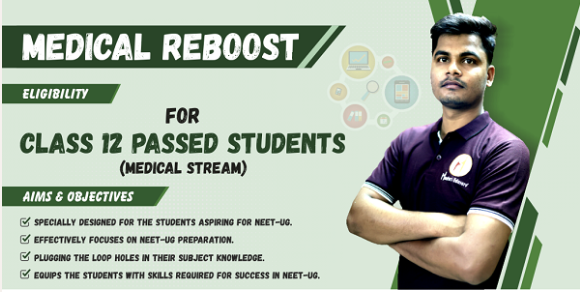 MEDICAL REBOOST
ELIGIBILITY
FOR
CLASS 12 PASSED STUDENTS
(MEDICAL STREAM)
AIMS & OBJECTIVES
SPECIALLY DESIGNED FOR THE STUDENTS ASPIRING FOR NEET-UG.
EFFECTIVELY FOCUSES ON NEET-UG PREPARATION.
PLUGGING THE LOOP HOLES IN THEIR SUBJECT KNOWLEDGE.
EQUIPS THE STUDENTS WITH SKILLS REQUIRED FOR SUCCESS IN NEET-UG.